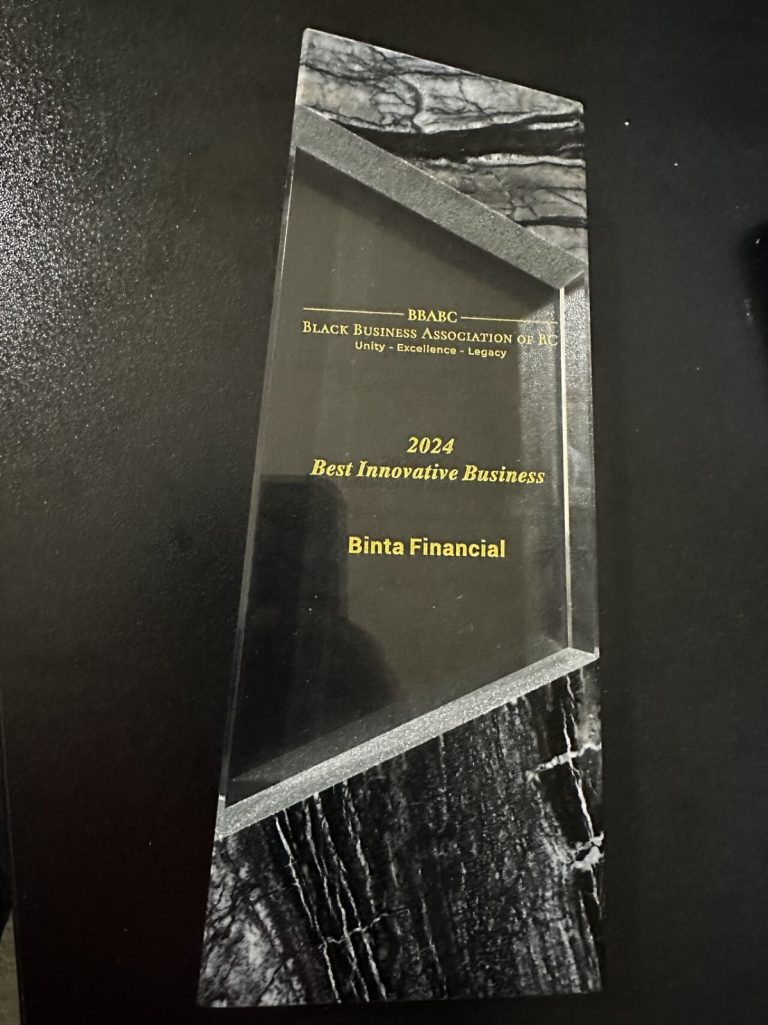 BBABC
Black Business Association of BC
Unity - Excellence - Legacy
2024
Best Innovative Business
Binta Financial